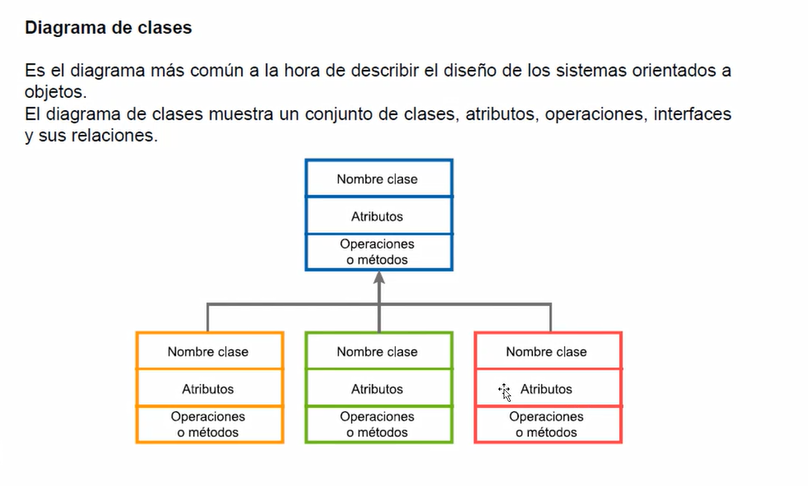 Diagrama de clases
Es el diagrama más común a la hora de describir el diseño de los sistemas orientados a
objetos.
El diagrama de clases muestra un conjunto de clases, atributos, operaciones, interfaces
y sus relaciones.
Nombre clase
Atributos
Operaciones
o métodos
Nombre clase
Atributos
Operaciones
o métodos
Nombre clase
Atributos
Operaciones
o métodos
Nombre clase
Atributos
Operaciones
o métodos